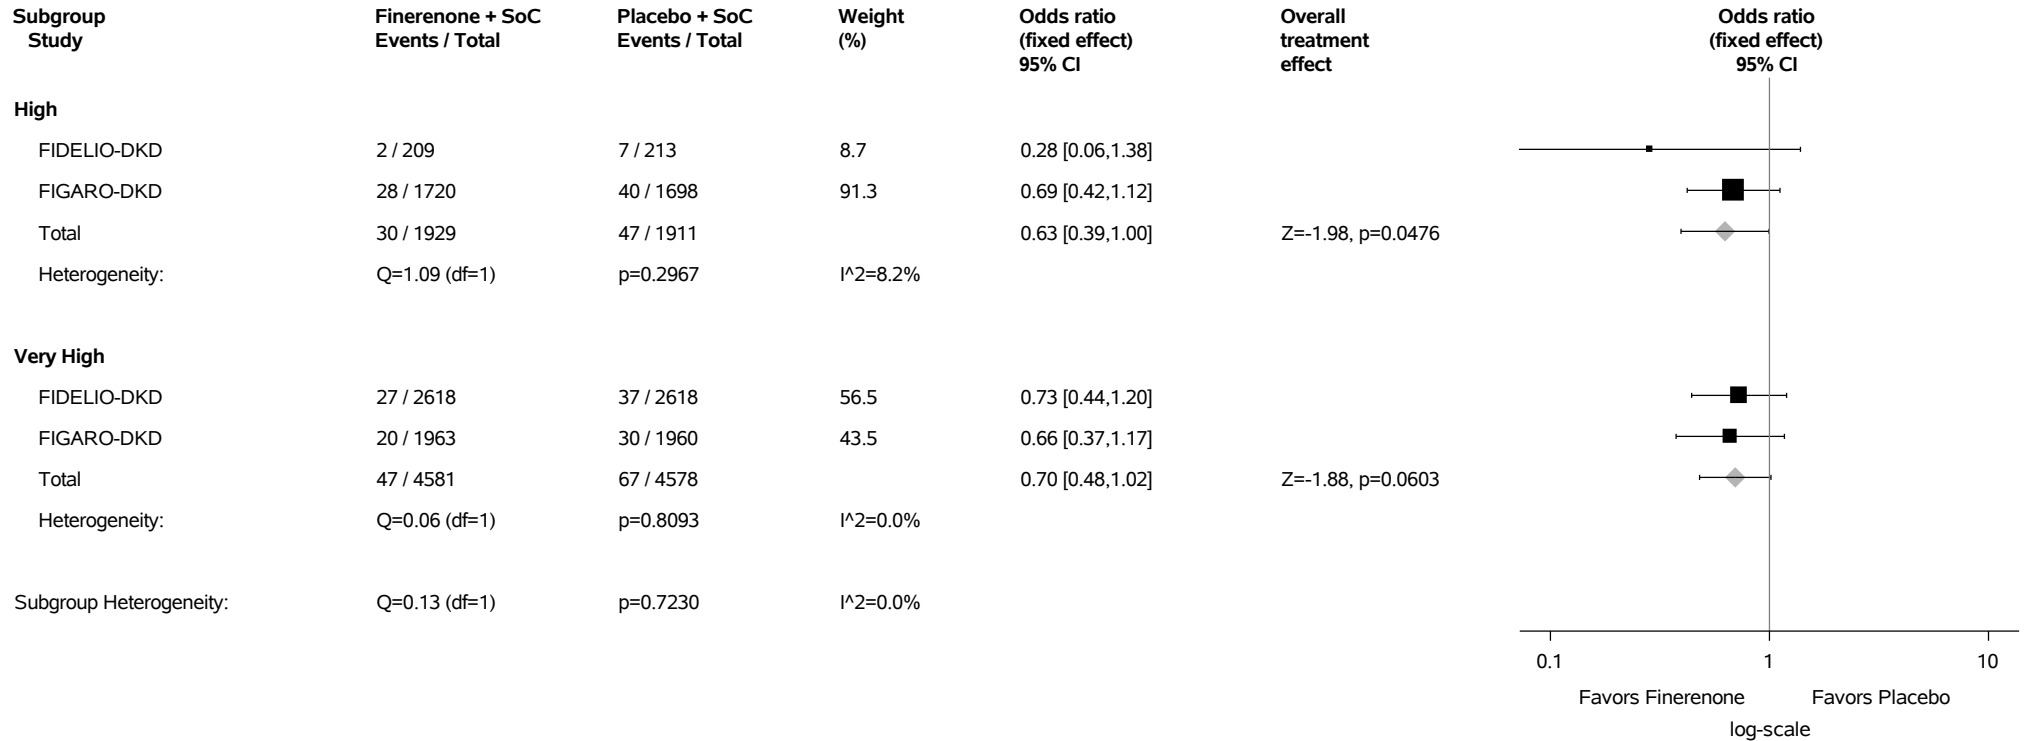 Subgroup Finerenone + SoC Placebo + SoC Weight Odds ratio Overall Odds ratio
Study Events / Total Events / Total (%) (fixed effect) treatment (fixed effect)
95% CI effect 95% CI
High
FIDELIO-DKD 2 / 209 7 / 213 8.7 0.28 [0.06,1.38]
FIGARO-DKD 28 / 1720 40 / 1698 91.3 0.69 [0.42,1.12]
Total 30 / 1929 47 / 1911 0.63 [0.39,1.00] Z=-1.98, p=0.0476
Heterogeneity: Q=1.09 (df=1) p=0.2967 I^2=8.2%
Very High
FIDELIO-DKD 27 / 2618 37 / 2618 56.5 0.73 [0.44,1.20]
FIGARO-DKD 20 / 1963 30 / 1960 43.5 0.66 [0.37,1.17]
Total 47 / 4581 67 / 4578 0.70 [0.48,1.02] Z=-1.88, p=0.0603
Heterogeneity: Q=0.06 (df=1) p=0.8093 I^2=0.0%
Subgroup Heterogeneity: Q=0.13 (df=1) p=0.7230 I^2=0.0%
0.1 1 10
Favors Finerenone Favors Placebo
log-scale